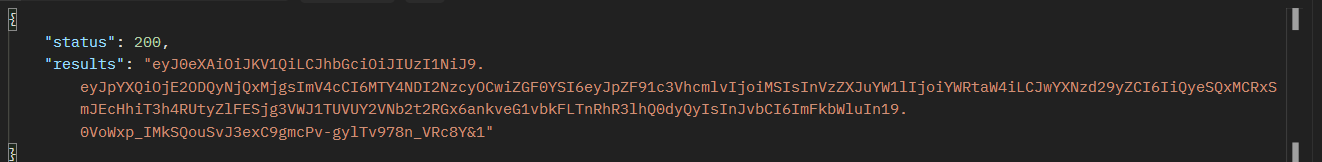 {
"status": 200,
"results": "eyJ0eXAiOiJKV1QiLCJhbGciOiJIUzI1NiJ9.
eyJpYXQiOjE2ODQyNjQxMjgsImV4cCI6MTY4NDI2NzcyOCwiZGF0YSI6eyJpZF91c3VhcmlvIjoiMSIsInVzZXJuYW1lIjoiYWRtaW4iLCJwYXNzd29yZCI6IiQyeSQxMCRxS
mJEcHhiT3h4RUtyZlFESjg3VWJ1TUVUY2VNb2t2RGx6ankveG1vbkFLTnRhR3lhQ0dyQyIsInJvbCI6ImFkbWluIn19.
0VoWxp_IMkSQouSvJ3exC9gmcPv-gylTv978n_VRc8Y&1"
}